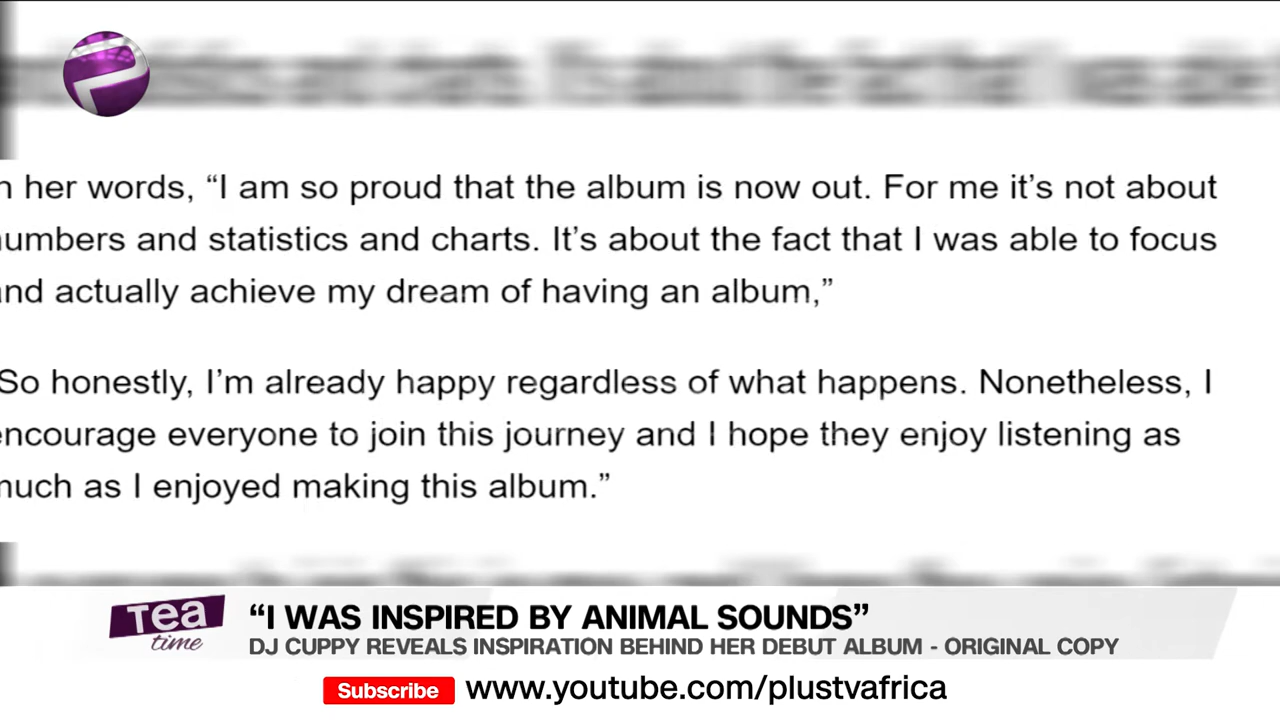 n her words, “I am so proud that the album is now out. For me it’s not about
umbers and statistics and charts. It’s about the fact that I was able to focus
nd actually achieve my dream of having an album,”
So honestly, I’m already happy regardless of what happens. Nonetheless, I
encourage everyone to join this journey and I hope they enjoy listening as
much as I enjoyed making this album.”
Tea
time
“I WAS INSPIRED BY ANIMAL SOUNDS”
DJ CUPPY REVEALS INSPIRATION BEHIND HER DEBUT ALBUM - ORIGINAL COPY
Subscribe www.youtube.com/plustvafrica